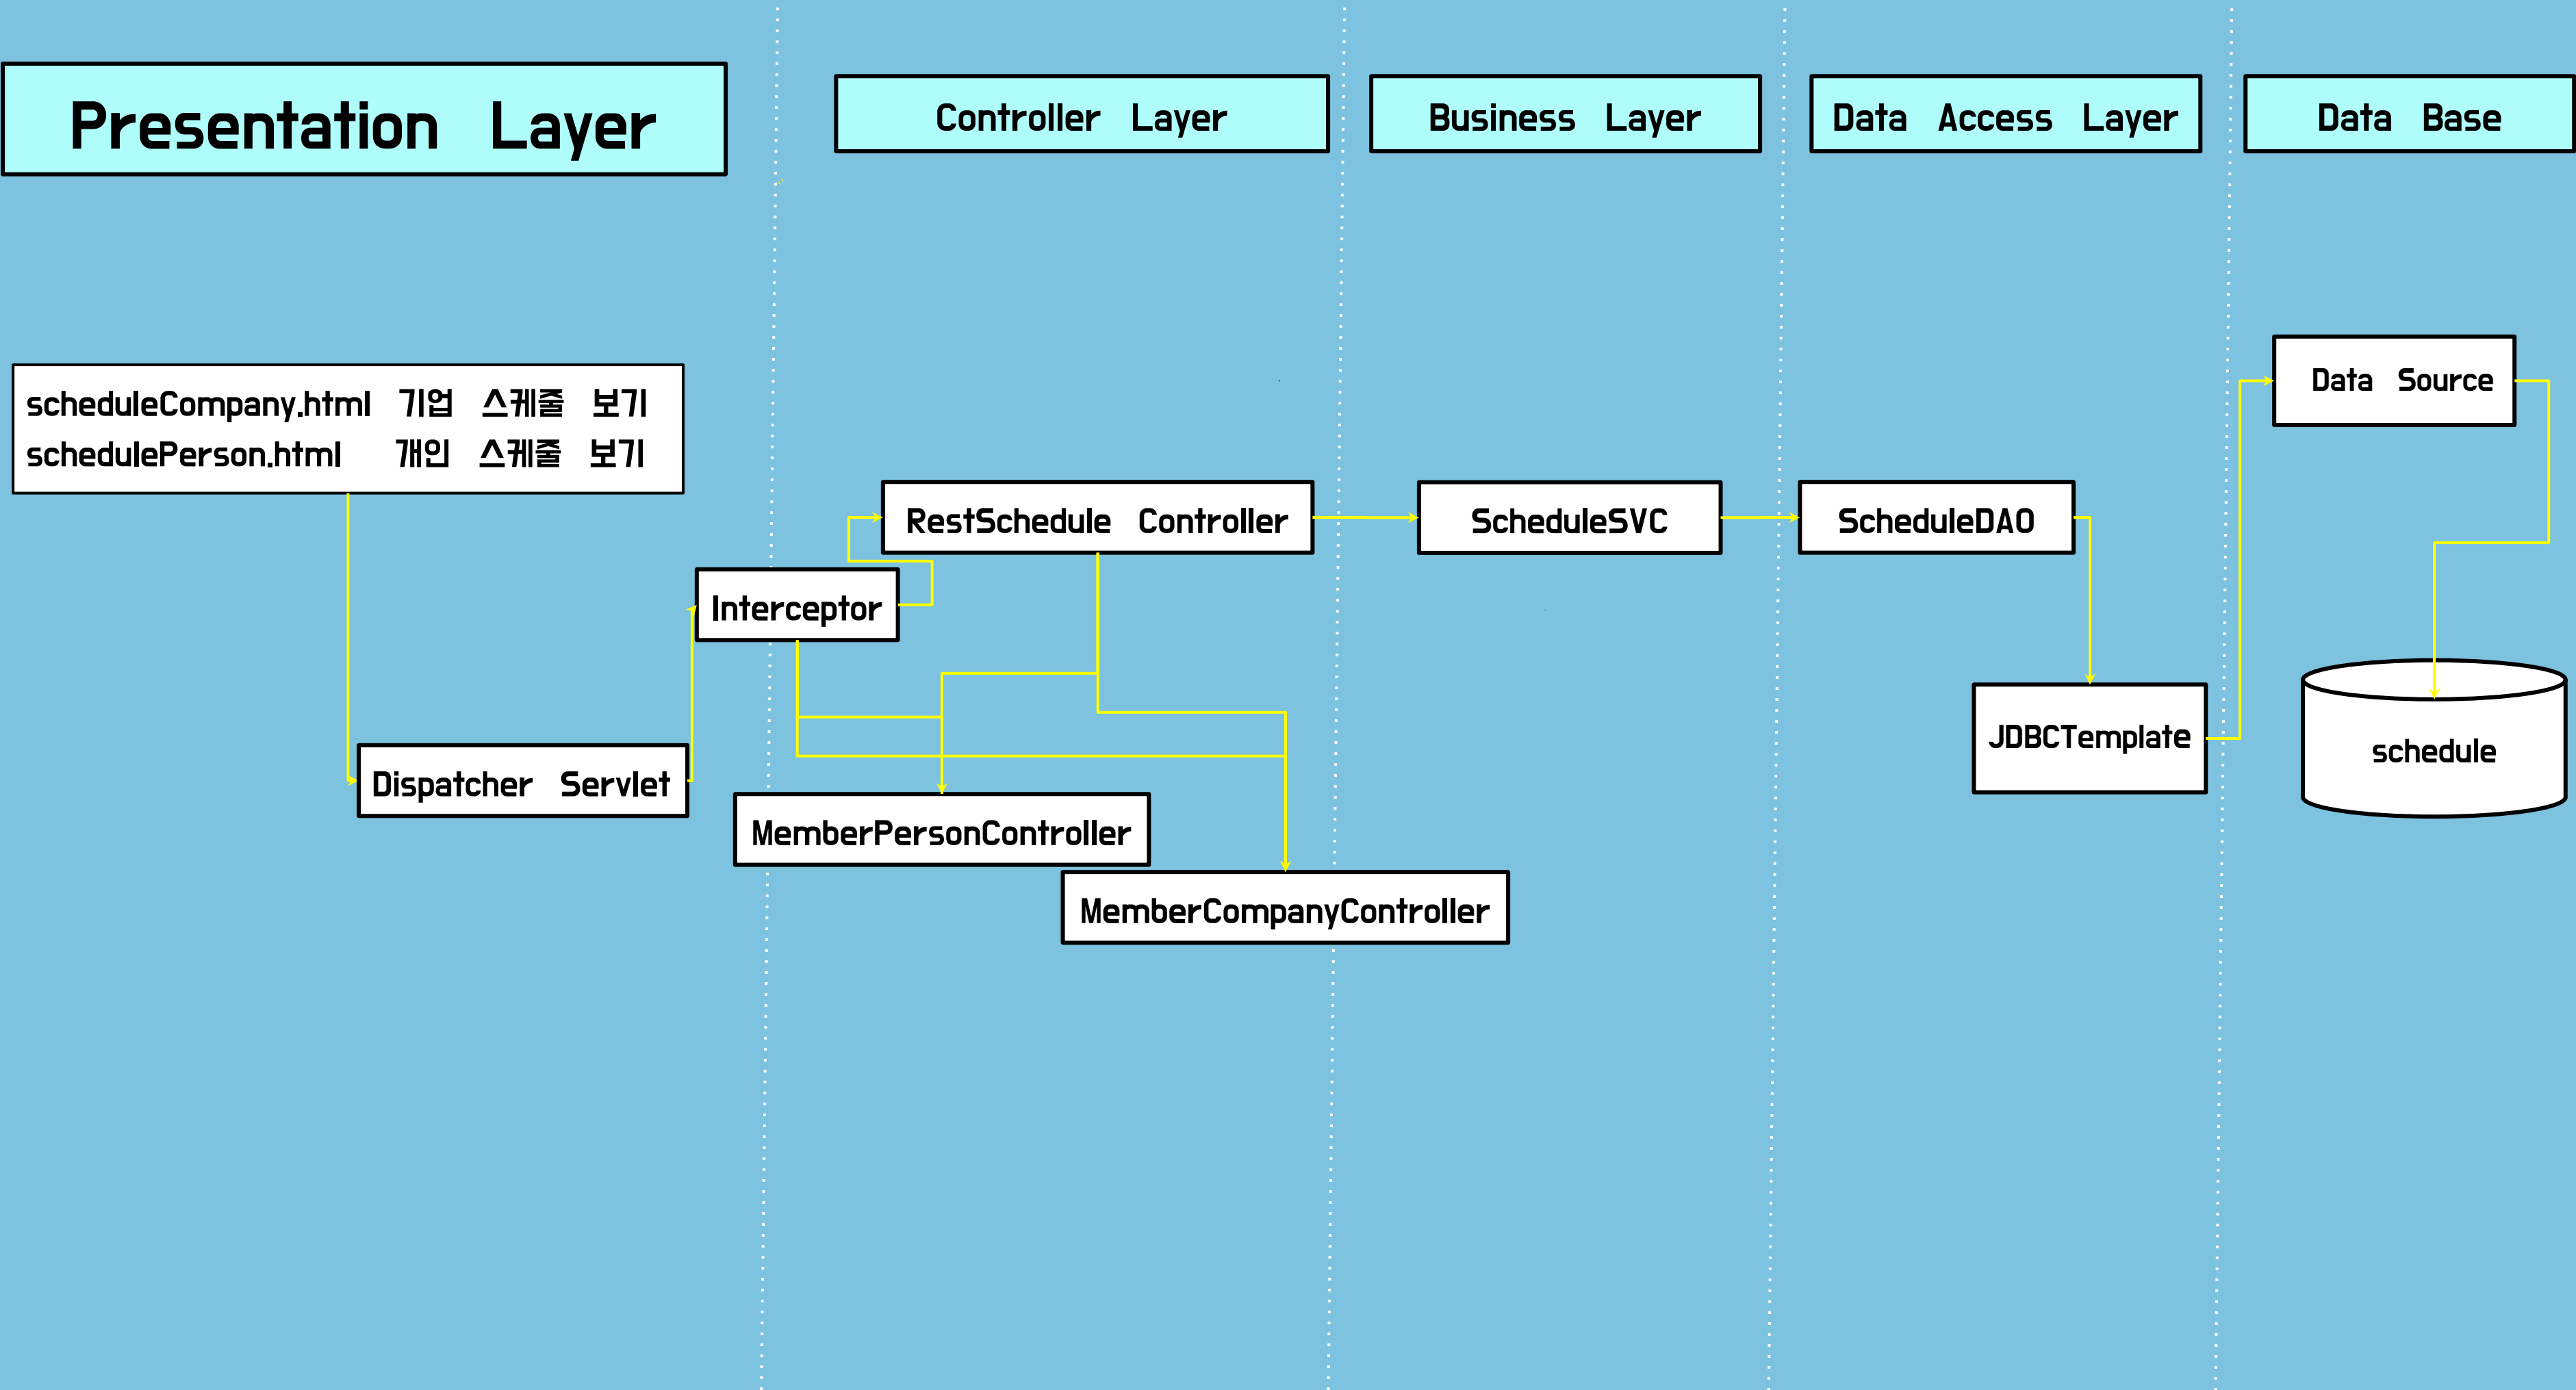 Presentation Layer
Controller Layer
Business Layer
Data Access Layer
Data Base
scheduleCompany.html 기업 스케줄 보기
schedulePerson.html 개인 스케줄 보기
Data Source
RestSchedule Controller
ScheduleSVC
ScheduleDAO
Interceptor
JDBCTemplate
schedule
Dispatcher Servlet
MemberPersonController
MemberCompanyController